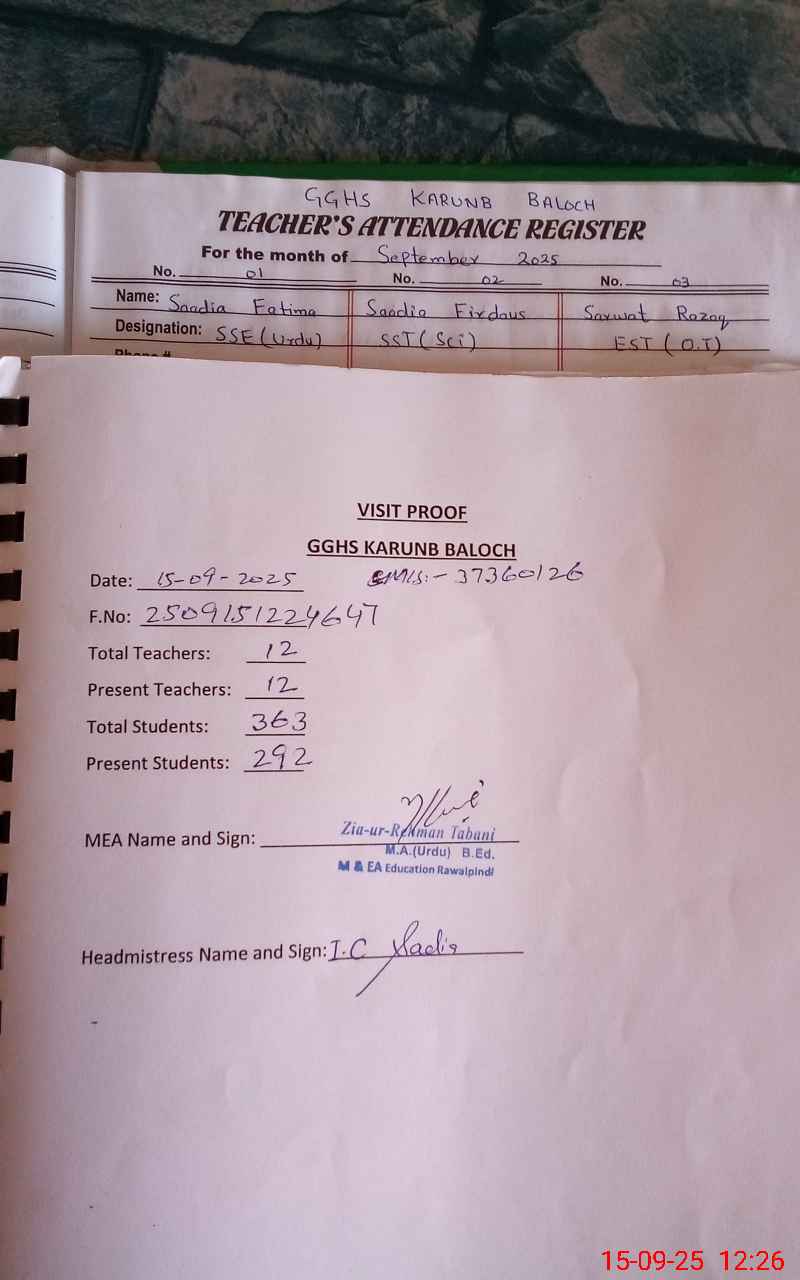 GGHS KARUNB BALOCH
TEACHER'S ATTENDANCE REGISTER
For the month of September 2025
No. 01 No. 02 No. 03
Name: Saadia Fatima Saadia Firdous Sarwat Razaq
Designation: SSE (Urdu) SST (Sci) EST (O.T)
VISIT PROOF
GGHS KARUNB BALOCH
Date: 15-09-2025 EMIS:- 37360126
F.No: 2509151224647
Total Teachers: 12
Present Teachers: 12
Total Students: 363
Present Students: 292
MEA Name and Sign: Zia-ur-Rehman Tabani
M.A.(Urdu) B.Ed.
M & EA Education Rawalpindi
Headmistress Name and Sign: I.C Sadia
15-09-25 12:26